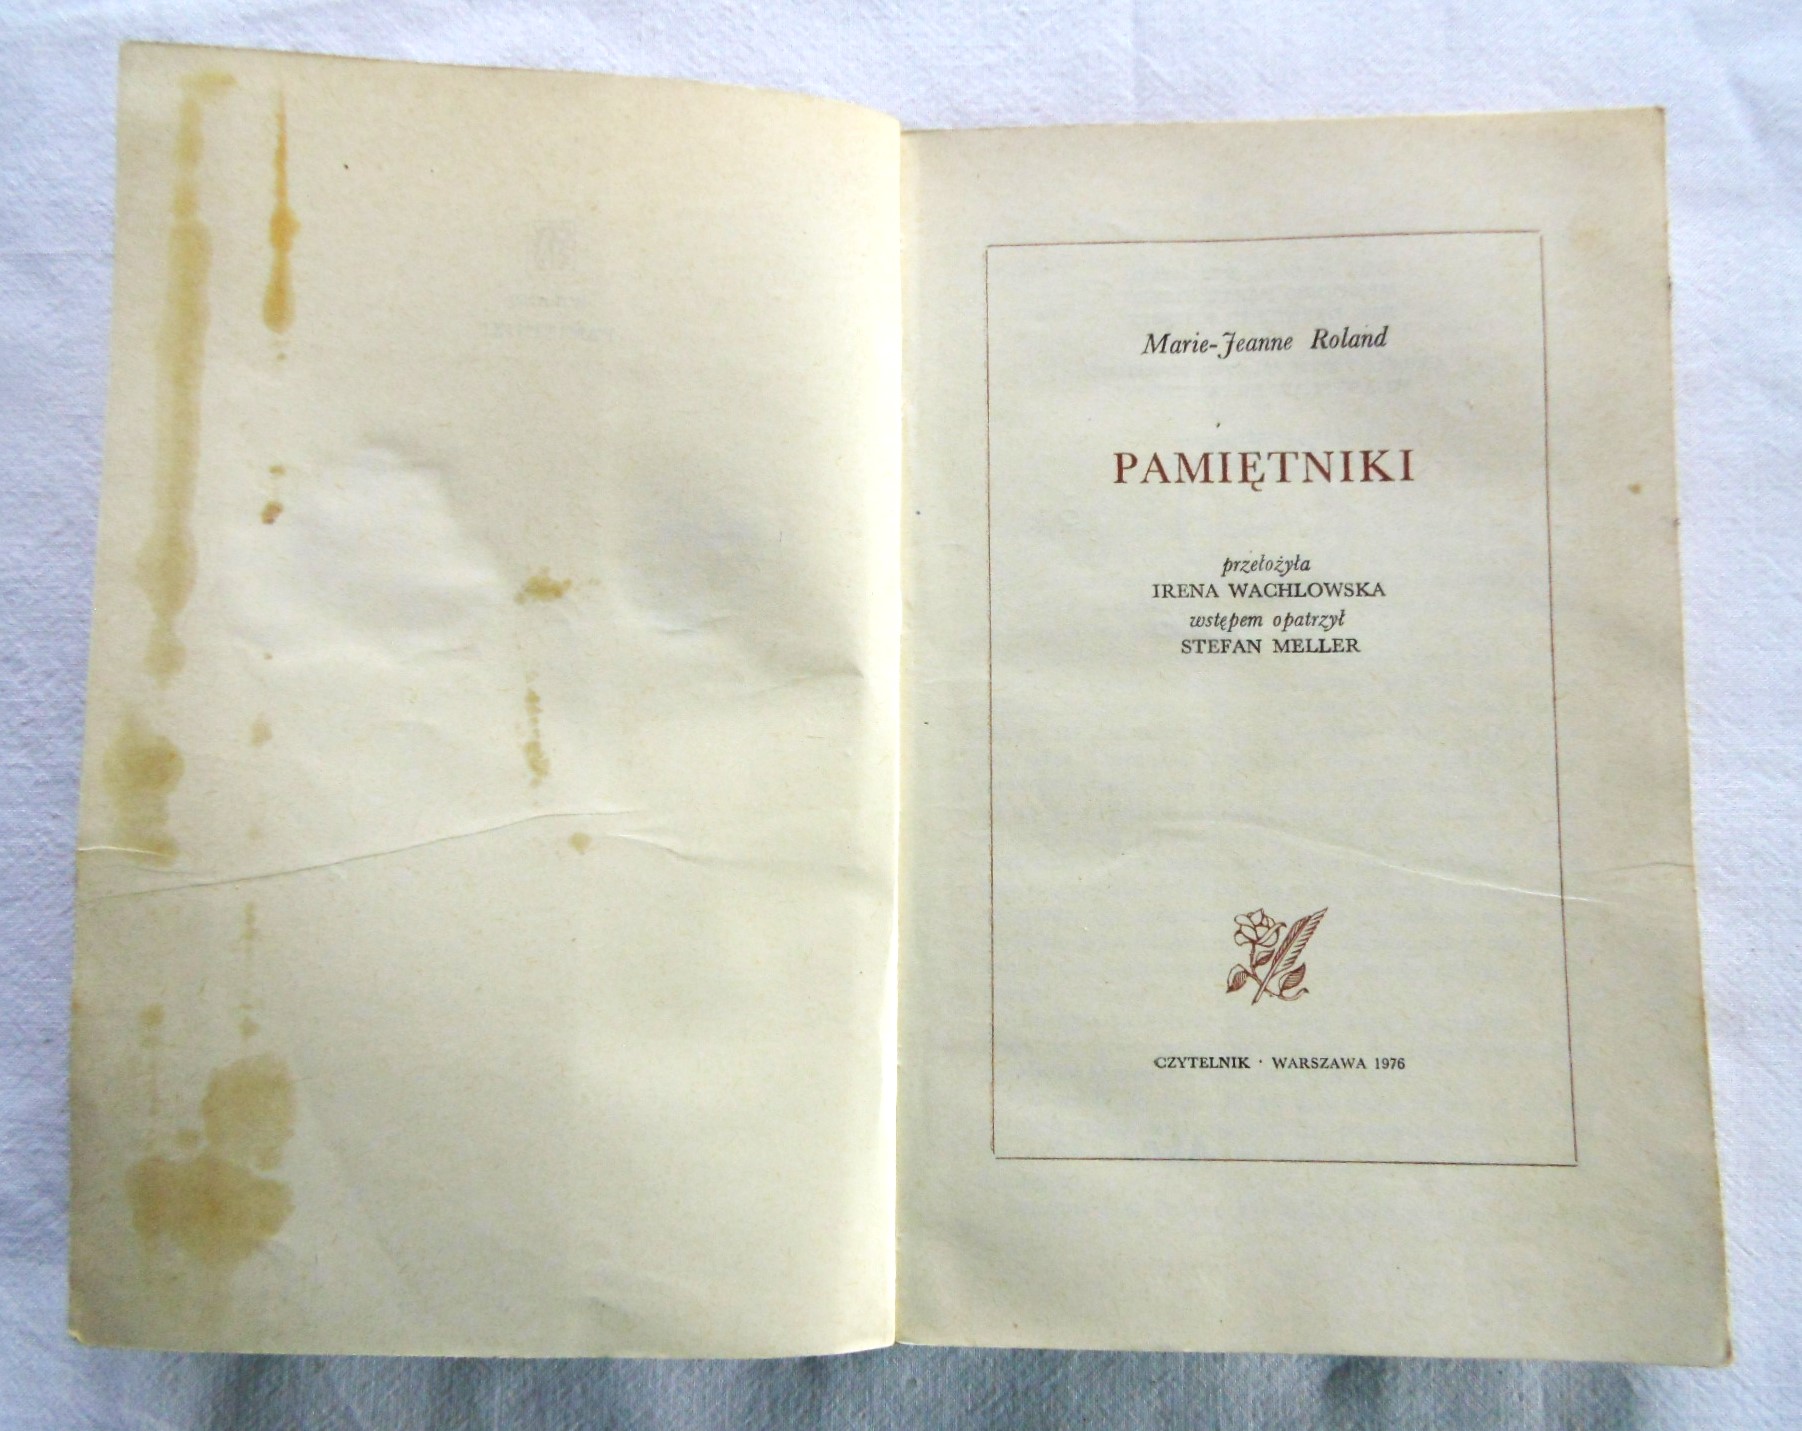 Marie-Jeanne Roland
PAMIĘTNIKI
przełożyła
IRENA WACHLOWSKA
wstępem opatrzył
STEFAN MELLER
CZYTELNIK · WARSZAWA 1976